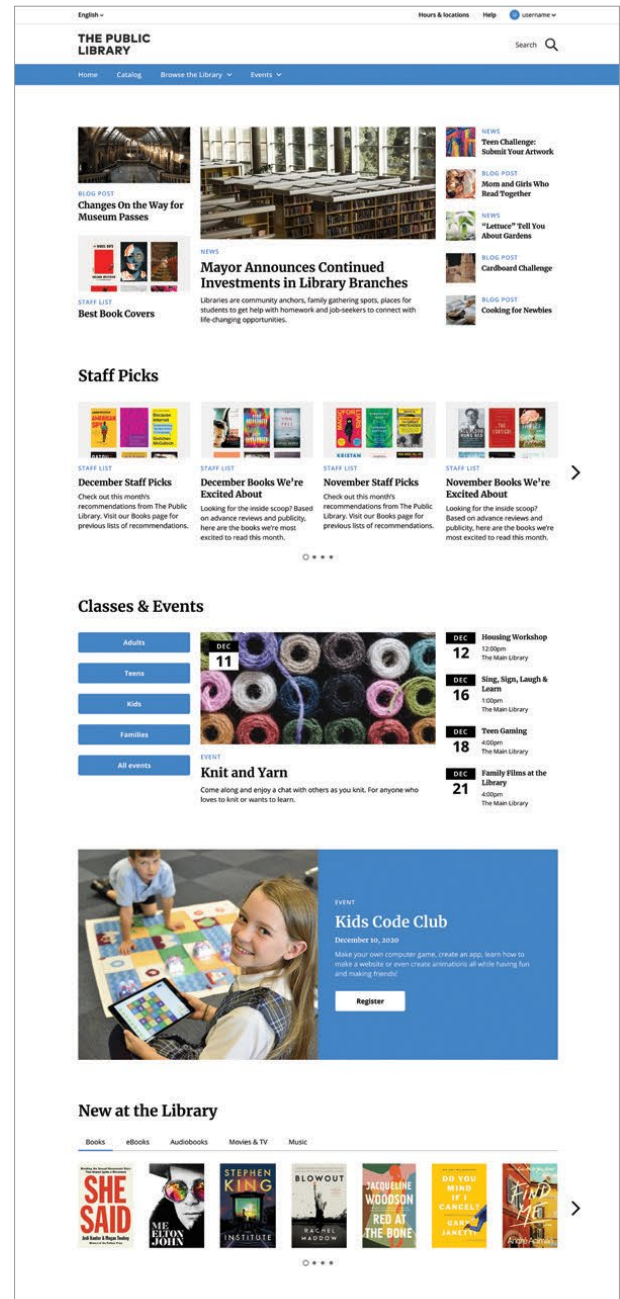 English
Hours & locations
Help
U
username
THE PUBLIC
LIBRARY
Search
Home
Catalog
Browse the Library
Events
BLOG POST
Changes On the Way for
Museum Passes
STAFF LIST
Best Book Covers
NEWS
Mayor Announces Continued
Investments in Library Branches
Libraries are community anchors, family gathering spots, places for
students to get help with homework and job-seekers to connect with
life-changing opportunities.
NEWS
Teen Challenge:
Submit Your Artwork
BLOG POST
Mom and Girls Who
Read Together
NEWS
“Lettuce” Tell You
About Gardens
BLOG POST
Cardboard Challenge
BLOG POST
Cooking for Newbies
Staff Picks
AMERICAN
SPY
Because
Internet
Gretchen
McCulloch
STAFF LIST
December Staff Picks
Check out this month’s
recommendations from The Public
Library. Visit our Books page for
previous lists of recommendations.
STAFF LIST
December Books We’re
Excited About
Looking for the inside scoop? Based
on advance reviews and publicity,
here are the books we’re most
excited to read this month.
KRISTAN
STAFF LIST
November Staff Picks
Check out this month’s
recommendations from The Public
Library. Visit our Books page for
previous lists of recommendations.
STAFF LIST
November Books We’re
Excited About
Looking for the inside scoop?
Based on advance reviews and
publicity, here are the books we’re
most excited to read this month.
Classes & Events
Adults
Teens
Kids
Families
All events
DEC
11
EVENT
Knit and Yarn
Come along and enjoy a chat with others as you knit. For anyone who
loves to knit or wants to learn.
DEC
12
Housing Workshop
12:00pm
The Main Library
DEC
16
Sing, Sign, Laugh &
Learn
1:00pm
The Main Library
DEC
18
Teen Gaming
4:00pm
The Main Library
DEC
21
Family Films at the
Library
4:00pm
The Main Library
EVENT
Kids Code Club
December 10, 2020
Make your own computer game, create an app, learn how to
make a website or even create animations all while having fun
and making friends!
Register
New at the Library
Books
eBooks
Audiobooks
Movies & TV
Music
SHE
SAID
Jodi Kantor & Megan Twohey
ME
ELTON
JOHN
STEPHEN
KING
INSTITUTE
BLOWOUT
RACHEL
MADDOW
JACQUELINE
WOODSON
RED AT
THE BONE
DO YOU
MIND
IF I
CANCEL?
GARY
JANETTI
FIND
ME
André Aciman